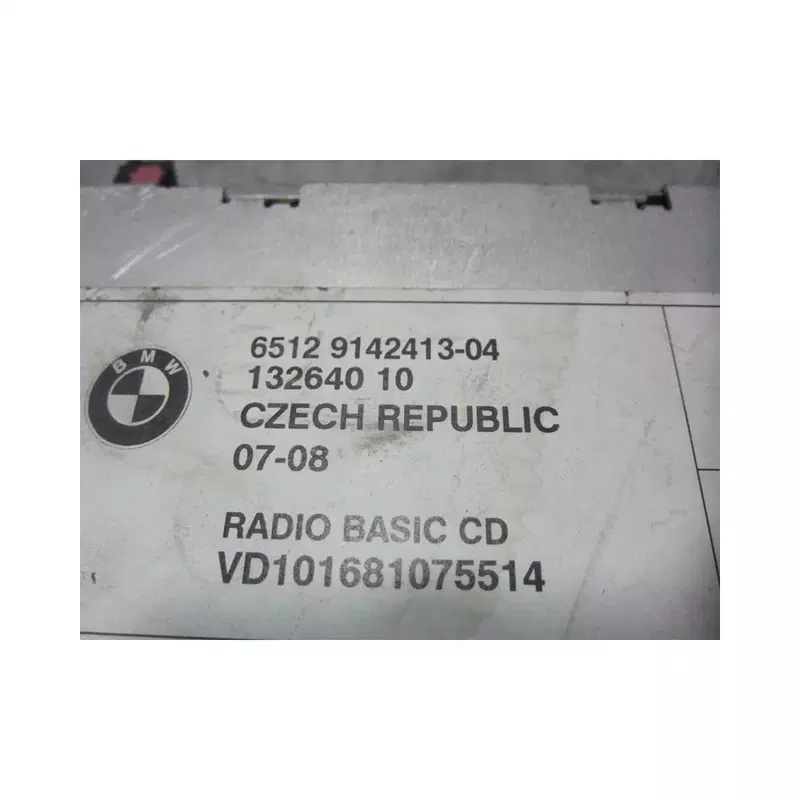 BMW
6512 9142413-04
132640 10
CZECH REPUBLIC
07-08
RADIO BASIC CD
VD101681075514